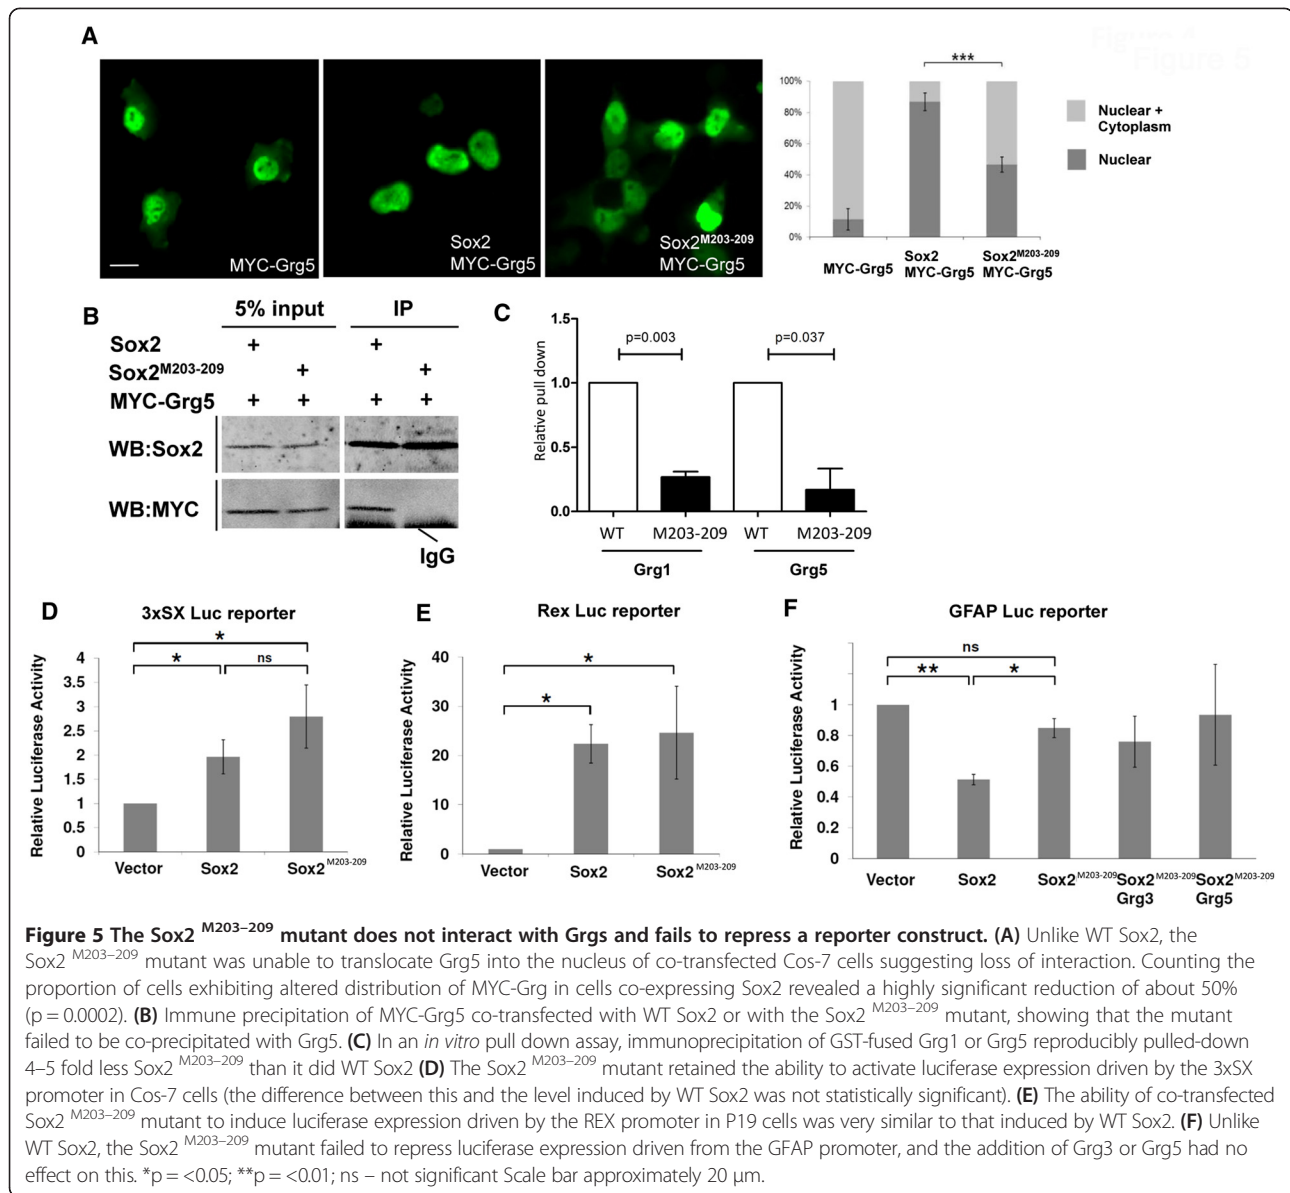 Figure 5
A
MYC-Grg5
Sox2
MYC-Grg5
Sox2M203-209
MYC-Grg5
***
100%
80%
60%
40%
20%
0%
MYC-Grg5
Sox2
MYC-Grg5
Sox2M203-209
MYC-Grg5
Nuclear +
Cytoplasm
Nuclear
B
5% input
IP
Sox2 + +
Sox2M203-209 + +
MYC-Grg5 + + + +
WB:Sox2
WB:MYC
IgG
C
Relative pull down
1.5
1.0
0.5
0.0
p=0.003
p=0.037
WT M203-209 WT M203-209
Grg1 Grg5
D
3xSX Luc reporter
Relative Luciferase Activity
4
3.5
3
2.5
2
1.5
1
0.5
0
*
* ns
Vector Sox2 Sox2M203-209
E
Rex Luc reporter
Relative Luciferase Activity
40
30
20
10
0
*
*
Vector Sox2 Sox2M203-209
F
GFAP Luc reporter
Relative Luciferase Activity
1
0.8
0.6
0.4
0.2
0
ns
** *
Vector Sox2 Sox2M203-209 Sox2M203-209 Sox2M203-209
Grg3 Grg5
Figure 5 The Sox2 M203–209 mutant does not interact with Grgs and fails to repress a reporter construct. (A) Unlike WT Sox2, the
Sox2 M203–209 mutant was unable to translocate Grg5 into the nucleus of co-transfected Cos-7 cells suggesting loss of interaction. Counting the
proportion of cells exhibiting altered distribution of MYC-Grg in cells co-expressing Sox2 revealed a highly significant reduction of about 50%
(p = 0.0002). (B) Immune precipitation of MYC-Grg5 co-transfected with WT Sox2 or with the Sox2 M203–209 mutant, showing that the mutant
failed to be co-precipitated with Grg5. (C) In an in vitro pull down assay, immunoprecipitation of GST-fused Grg1 or Grg5 reproducibly pulled-down
4–5 fold less Sox2 M203–209 than it did WT Sox2 (D) The Sox2 M203–209 mutant retained the ability to activate luciferase expression driven by the 3xSX
promoter in Cos-7 cells (the difference between this and the level induced by WT Sox2 was not statistically significant). (E) The ability of co-transfected
Sox2 M203–209 mutant to induce luciferase expression driven by the REX promoter in P19 cells was very similar to that induced by WT Sox2. (F) Unlike
WT Sox2, the Sox2 M203–209 mutant failed to repress luciferase expression driven from the GFAP promoter, and the addition of Grg3 or Grg5 had no
effect on this. *p = <0.05; **p = <0.01; ns – not significant Scale bar approximately 20 μm.